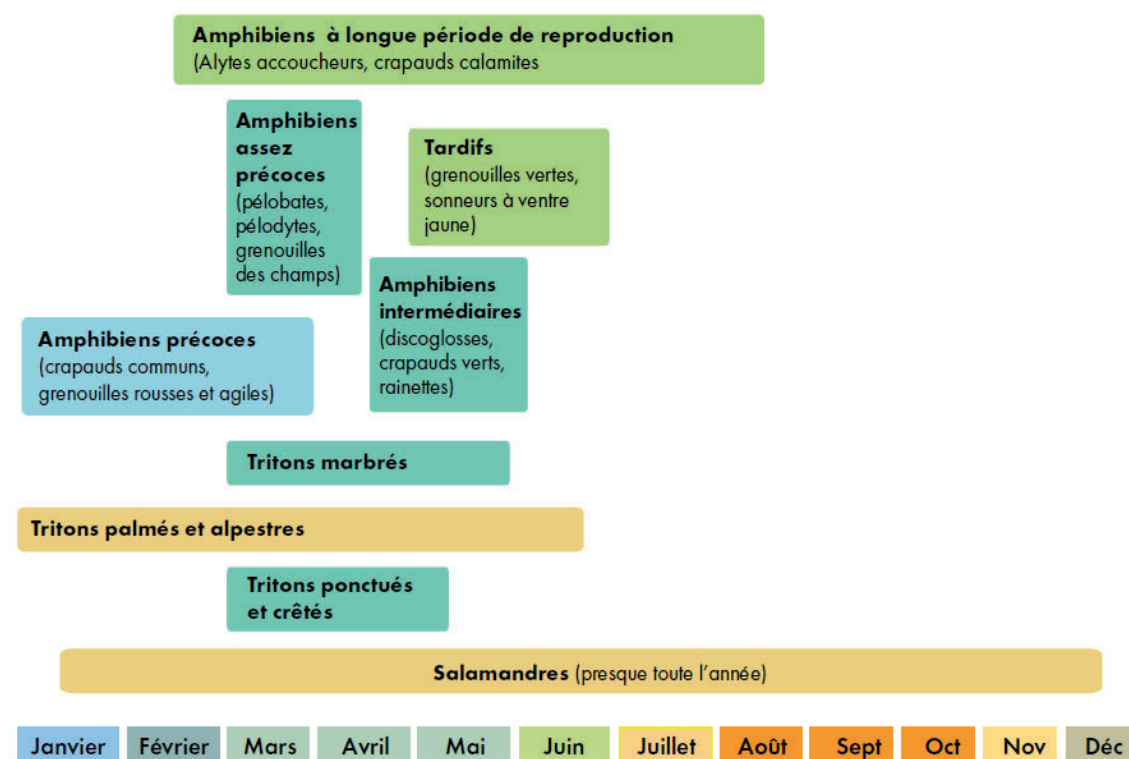 Amphibiens à longue période de reproduction
(Alytes accoucheurs, crapauds calamites
Amphibiens
assez
précoces
(pélobates,
pélodytes,
grenouilles
des champs)
Tardifs
(grenouilles vertes,
sonneurs à ventre
jaune)
Amphibiens
intermédiaires
(discoglosses,
crapauds verts,
rainettes)
Amphibiens précoces
(crapauds communs,
grenouilles rousses et agiles)
Tritons marbrés
Tritons palmés et alpestres
Tritons ponctués
et crêtés
Salamandres (presque toute l’année)
Janvier Février Mars Avril Mai Juin Juillet Août Sept Oct Nov Déc